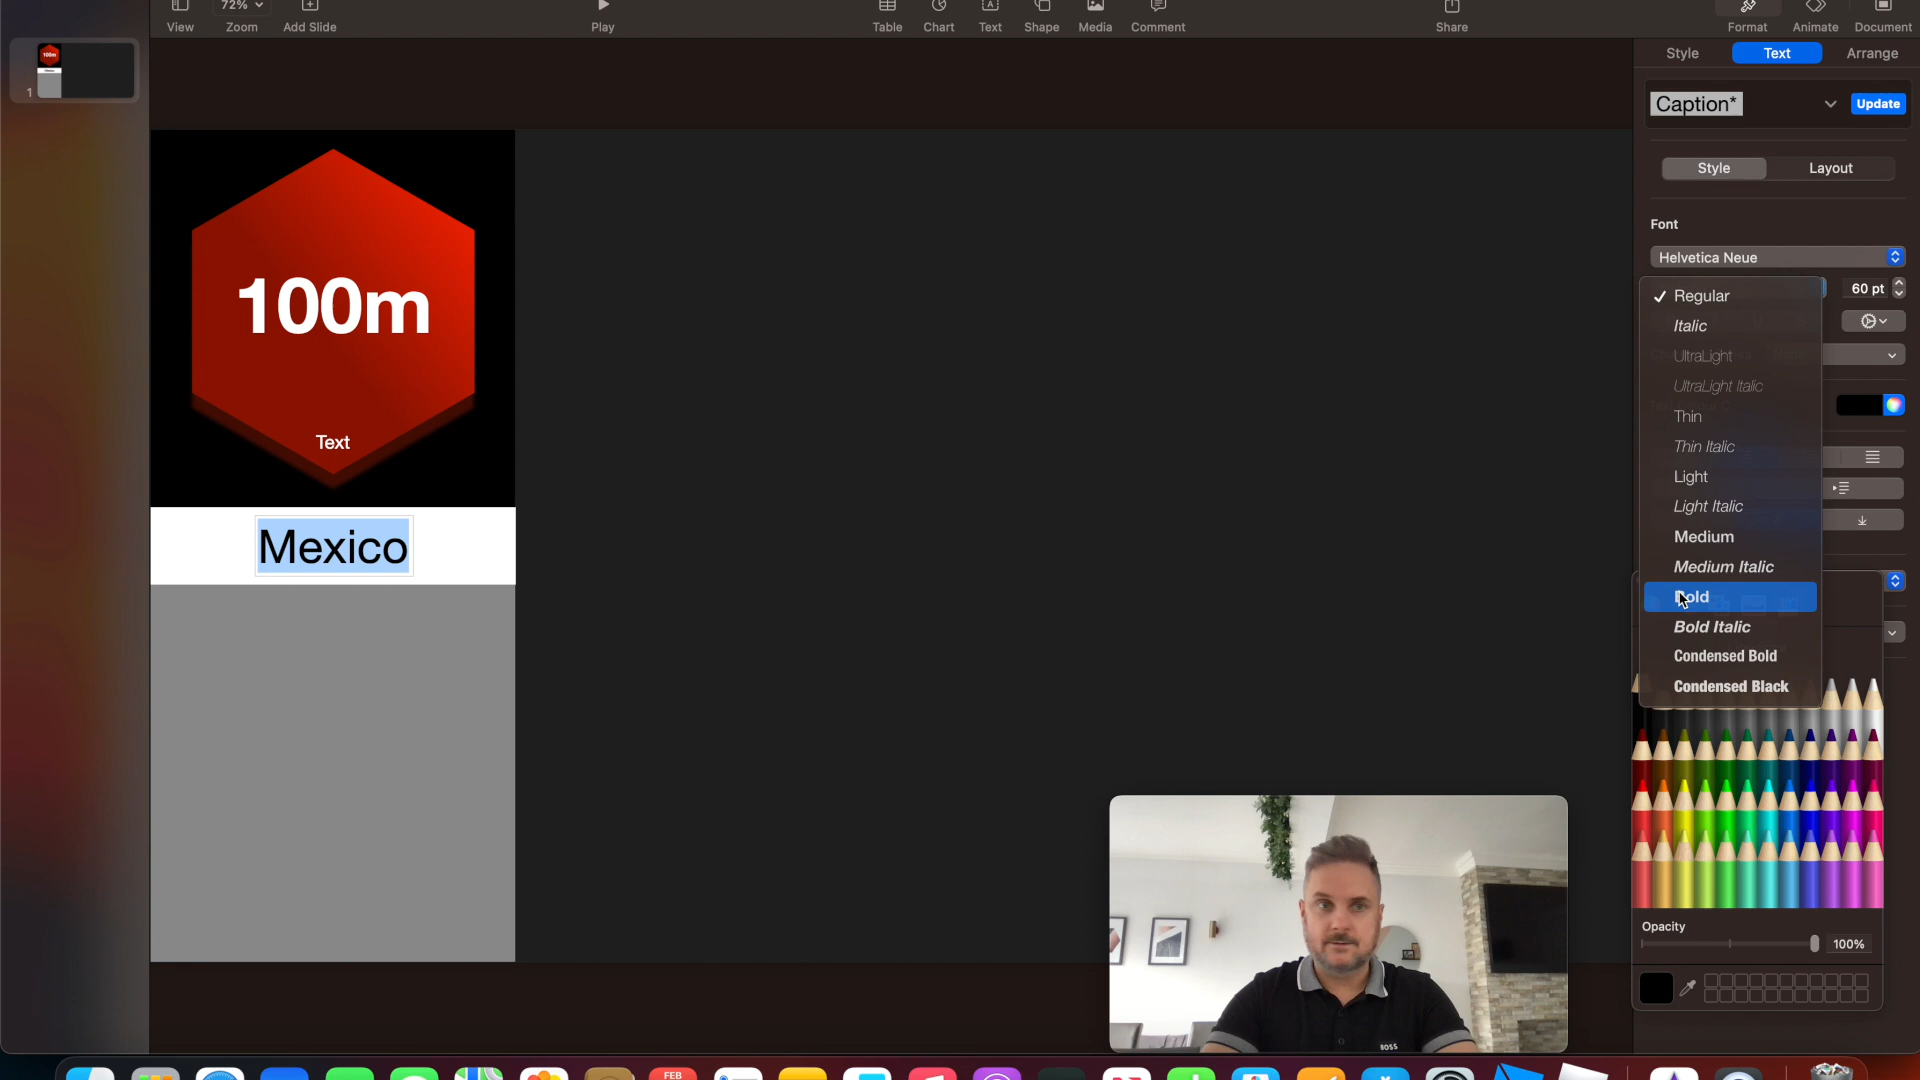 72%
View
Zoom
Add Slide
Play
Table
Chart
Text
Shape
Media
Comment
Share
Format
Animate
Document
Style
Text
Arrange
100m
1
Caption*
Update
Style
Layout
Font
Helvetica Neue
60 pt
Regular
Italic
UltraLight
UltraLight Italic
Thin
Thin Italic
Light
Light Italic
Medium
Medium Italic
Bold
Bold Italic
Condensed Bold
Condensed Black
100m
Text
Mexico
Opacity
100%
BOSS
FEB